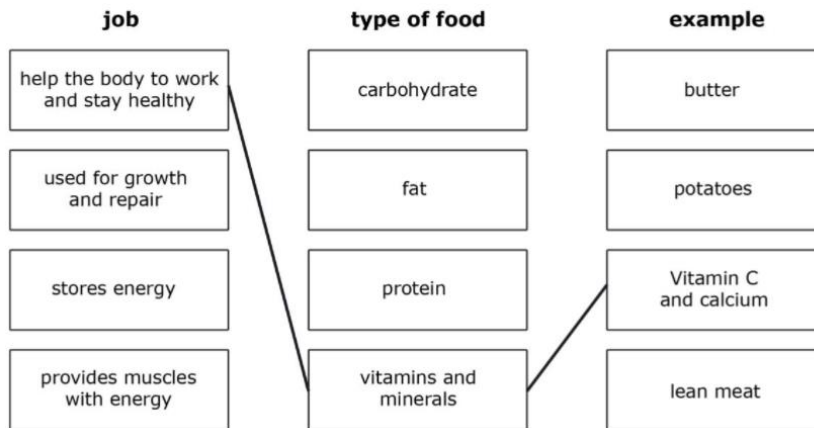 job
type of food
example
help the body to work
and stay healthy
carbohydrate
butter
used for growth
and repair
fat
potatoes
stores energy
protein
Vitamin C
and calcium
provides muscles
with energy
vitamins and
minerals
lean meat